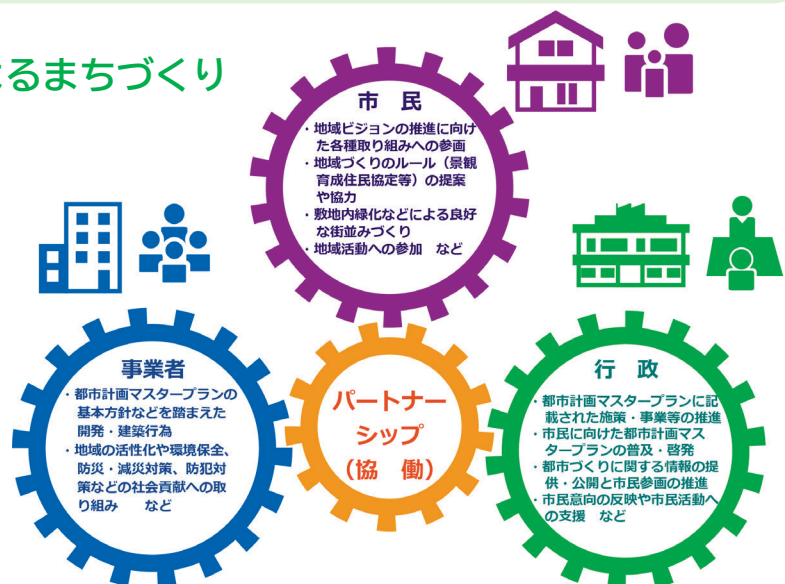 るまちづくり
市　民
・地域ビジョンの推進に向け
た各種取り組みへの参画
・地域づくりのルール（景観
育成住民協定等）の提案
や協力
・敷地内緑化などによる良好
な街並みづくり
・地域活動への参加　など
事業者
・都市計画マスタープランの
基本方針などを踏まえた
開発・建築行為
・地域の活性化や環境保全、
防災・減災対策、防犯対
策などの社会貢献への取
り組み　　など
パートナー
シップ
（協　働）
行　政
・都市計画マスタープランに記
載された施策・事業等の推進
・市民に向けた都市計画マス
タープランの普及・啓発
・都市づくりに関する情報の提
供・公開と市民参画の推進
・市民意向の反映や市民活動へ
の支援　など